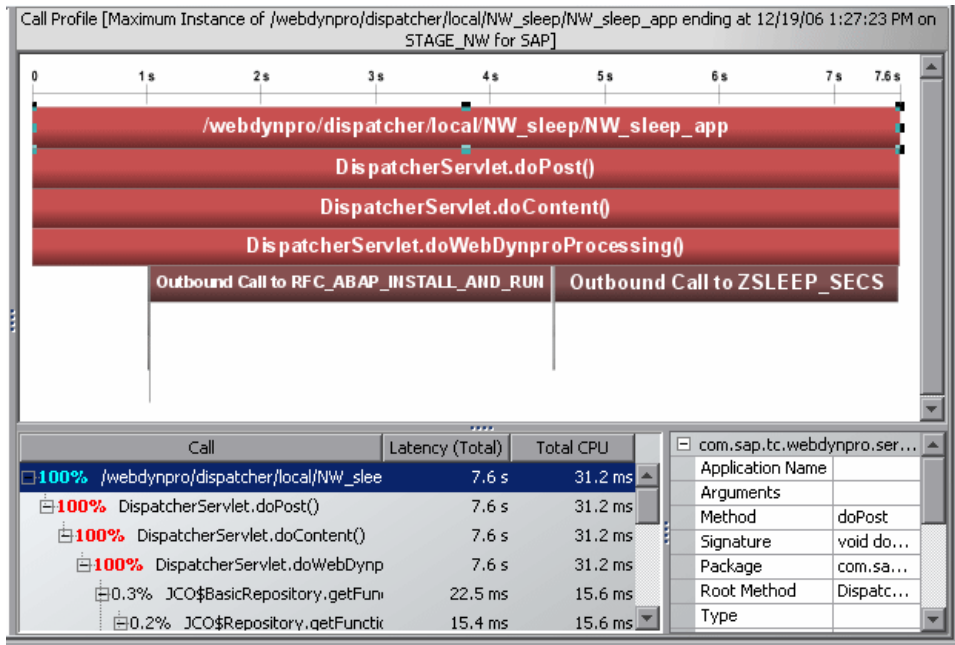 Call Profile [Maximum Instance of /webdynpro/dispatcher/local/NW_sleep/NW_sleep_app ending at 12/19/06 1:27:23 PM on
STAGE_NW for SAP]
0 1 s 2 s 3 s 4 s 5 s 6 s 7 s 7.6 s
/webdynpro/dispatcher/local/NW_sleep/NW_sleep_app
DispatcherServlet.doPost()
DispatcherServlet.doContent()
DispatcherServlet.doWebDynproProcessing()
Outbound Call to RFC_ABAP_INSTALL_AND_RUN Outbound Call to ZSLEEP_SECS
Call Latency (Total) Total CPU
100% /webdynpro/dispatcher/local/NW_slee 7.6 s 31.2 ms
100% DispatcherServlet.doPost() 7.6 s 31.2 ms
100% DispatcherServlet.doContent() 7.6 s 31.2 ms
100% DispatcherServlet.doWebDynp 7.6 s 31.2 ms
0.3% JCO$BasicRepository.getFun 22.5 ms 15.6 ms
0.2% JCO$Repository.getFunctic 15.4 ms 15.6 ms
com.sap.tc.webdynpro.ser...
Application Name
Arguments
Method doPost
Signature void do...
Package com.sa...
Root Method Dispatc...
Type